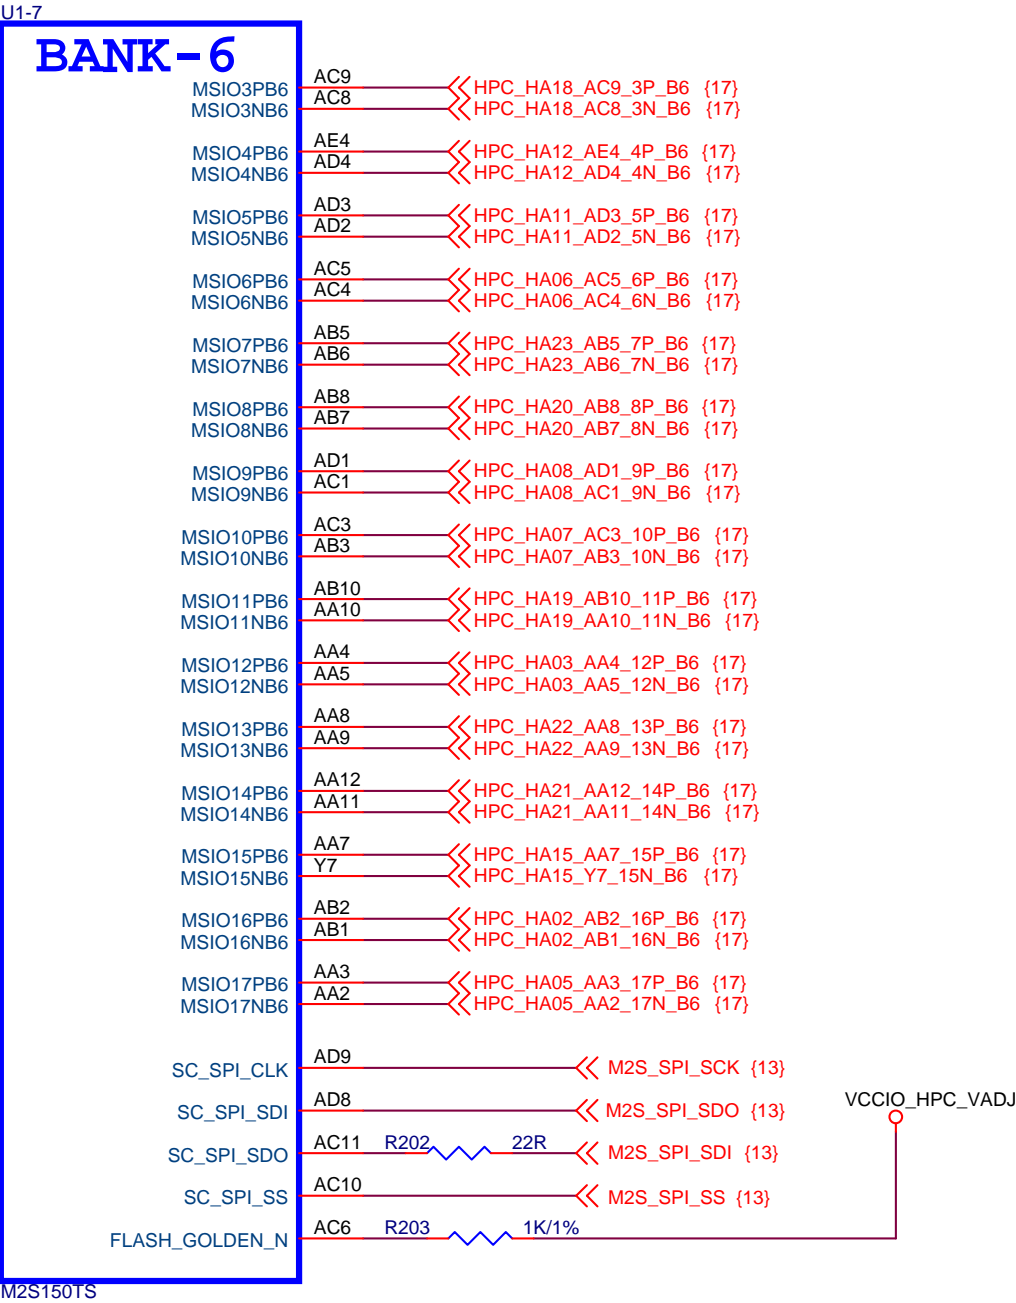 U1-7
BANK-6
MSIO3PB6 AC9 HPC_HA18_AC9_3P_B6 {17}
MSIO3NB6 AC8 HPC_HA18_AC8_3N_B6 {17}
MSIO4PB6 AE4 HPC_HA12_AE4_4P_B6 {17}
MSIO4NB6 AD4 HPC_HA12_AD4_4N_B6 {17}
MSIO5PB6 AD3 HPC_HA11_AD3_5P_B6 {17}
MSIO5NB6 AD2 HPC_HA11_AD2_5N_B6 {17}
MSIO6PB6 AC5 HPC_HA06_AC5_6P_B6 {17}
MSIO6NB6 AC4 HPC_HA06_AC4_6N_B6 {17}
MSIO7PB6 AB5 HPC_HA23_AB5_7P_B6 {17}
MSIO7NB6 AB6 HPC_HA23_AB6_7N_B6 {17}
MSIO8PB6 AB8 HPC_HA20_AB8_8P_B6 {17}
MSIO8NB6 AB7 HPC_HA20_AB7_8N_B6 {17}
MSIO9PB6 AD1 HPC_HA08_AD1_9P_B6 {17}
MSIO9NB6 AC1 HPC_HA08_AC1_9N_B6 {17}
MSIO10PB6 AC3 HPC_HA07_AC3_10P_B6 {17}
MSIO10NB6 AB3 HPC_HA07_AB3_10N_B6 {17}
MSIO11PB6 AB10 HPC_HA19_AB10_11P_B6 {17}
MSIO11NB6 AA10 HPC_HA19_AA10_11N_B6 {17}
MSIO12PB6 AA4 HPC_HA03_AA4_12P_B6 {17}
MSIO12NB6 AA5 HPC_HA03_AA5_12N_B6 {17}
MSIO13PB6 AA8 HPC_HA22_AA8_13P_B6 {17}
MSIO13NB6 AA9 HPC_HA22_AA9_13N_B6 {17}
MSIO14PB6 AA12 HPC_HA21_AA12_14P_B6 {17}
MSIO14NB6 AA11 HPC_HA21_AA11_14N_B6 {17}
MSIO15PB6 AA7 HPC_HA15_AA7_15P_B6 {17}
MSIO15NB6 Y7 HPC_HA15_Y7_15N_B6 {17}
MSIO16PB6 AB2 HPC_HA02_AB2_16P_B6 {17}
MSIO16NB6 AB1 HPC_HA02_AB1_16N_B6 {17}
MSIO17PB6 AA3 HPC_HA05_AA3_17P_B6 {17}
MSIO17NB6 AA2 HPC_HA05_AA2_17N_B6 {17}
SC_SPI_CLK AD9 M2S_SPI_SCK {13}
VCCIO_HPC_VADJ
SC_SPI_SDI AD8 M2S_SPI_SDO {13}
SC_SPI_SDO AC11 R202 22R M2S_SPI_SDI {13}
SC_SPI_SS AC10 M2S_SPI_SS {13}
FLASH_GOLDEN_N AC6 R203 1K/1%
M2S150TS